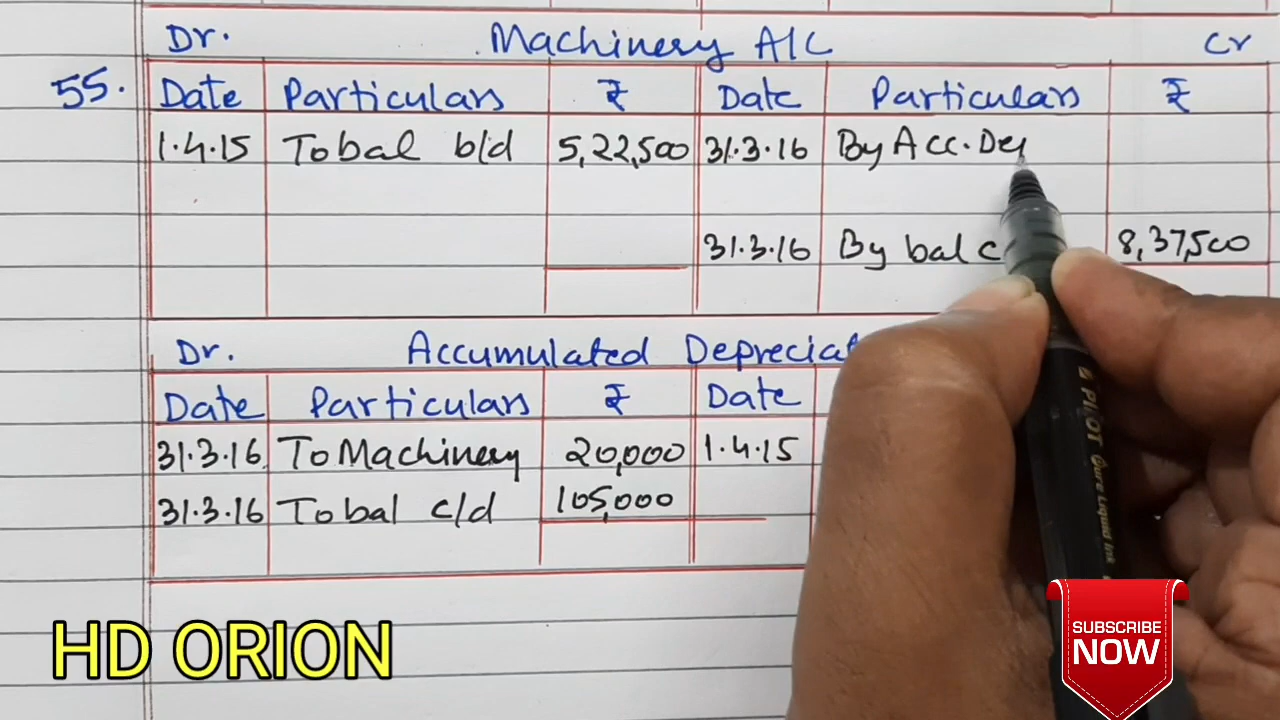 Dr. Machinery A/C Cr
55. Date Particulars ₹ Date Particulars ₹
1.4.15 To bal b/d 5,22,500 31.3.16 By Acc. Dep
31.3.16 By bal c 8,37,500
Dr. Accumulated Depreciat
Date Particulars ₹ Date
31.3.16 To Machinery 20,000 1.4.15
31.3.16 To bal c/d 105,000
HD ORION
SUBSCRIBE
NOW
PILOT